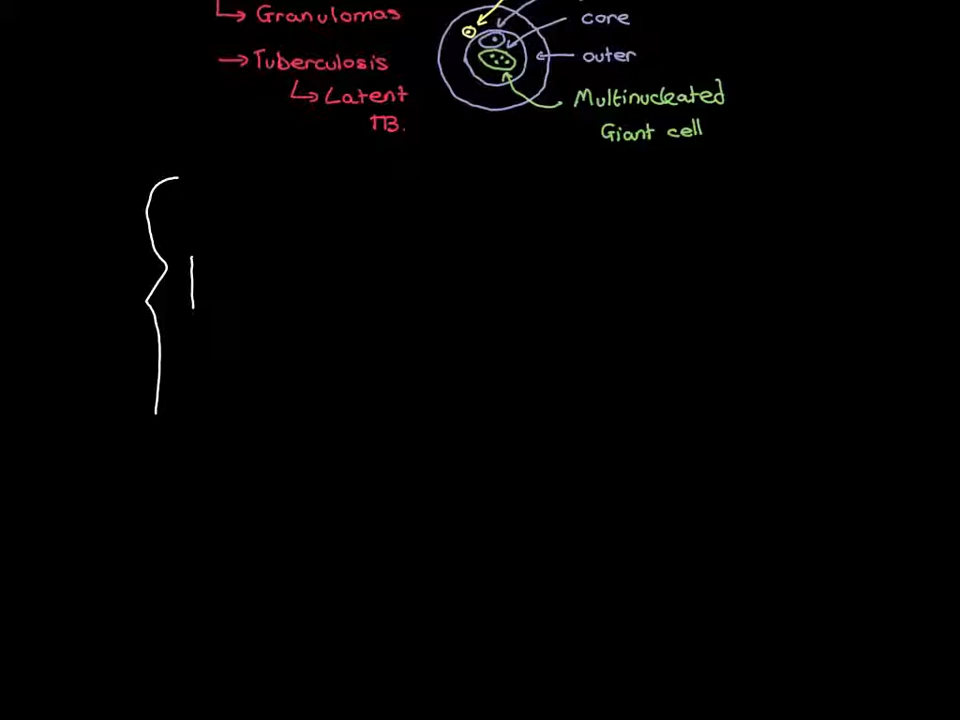 ↳ Granulomas
→ Tuberculosis
↳ Latent
TB.
core
outer
Multinucleated
Giant cell